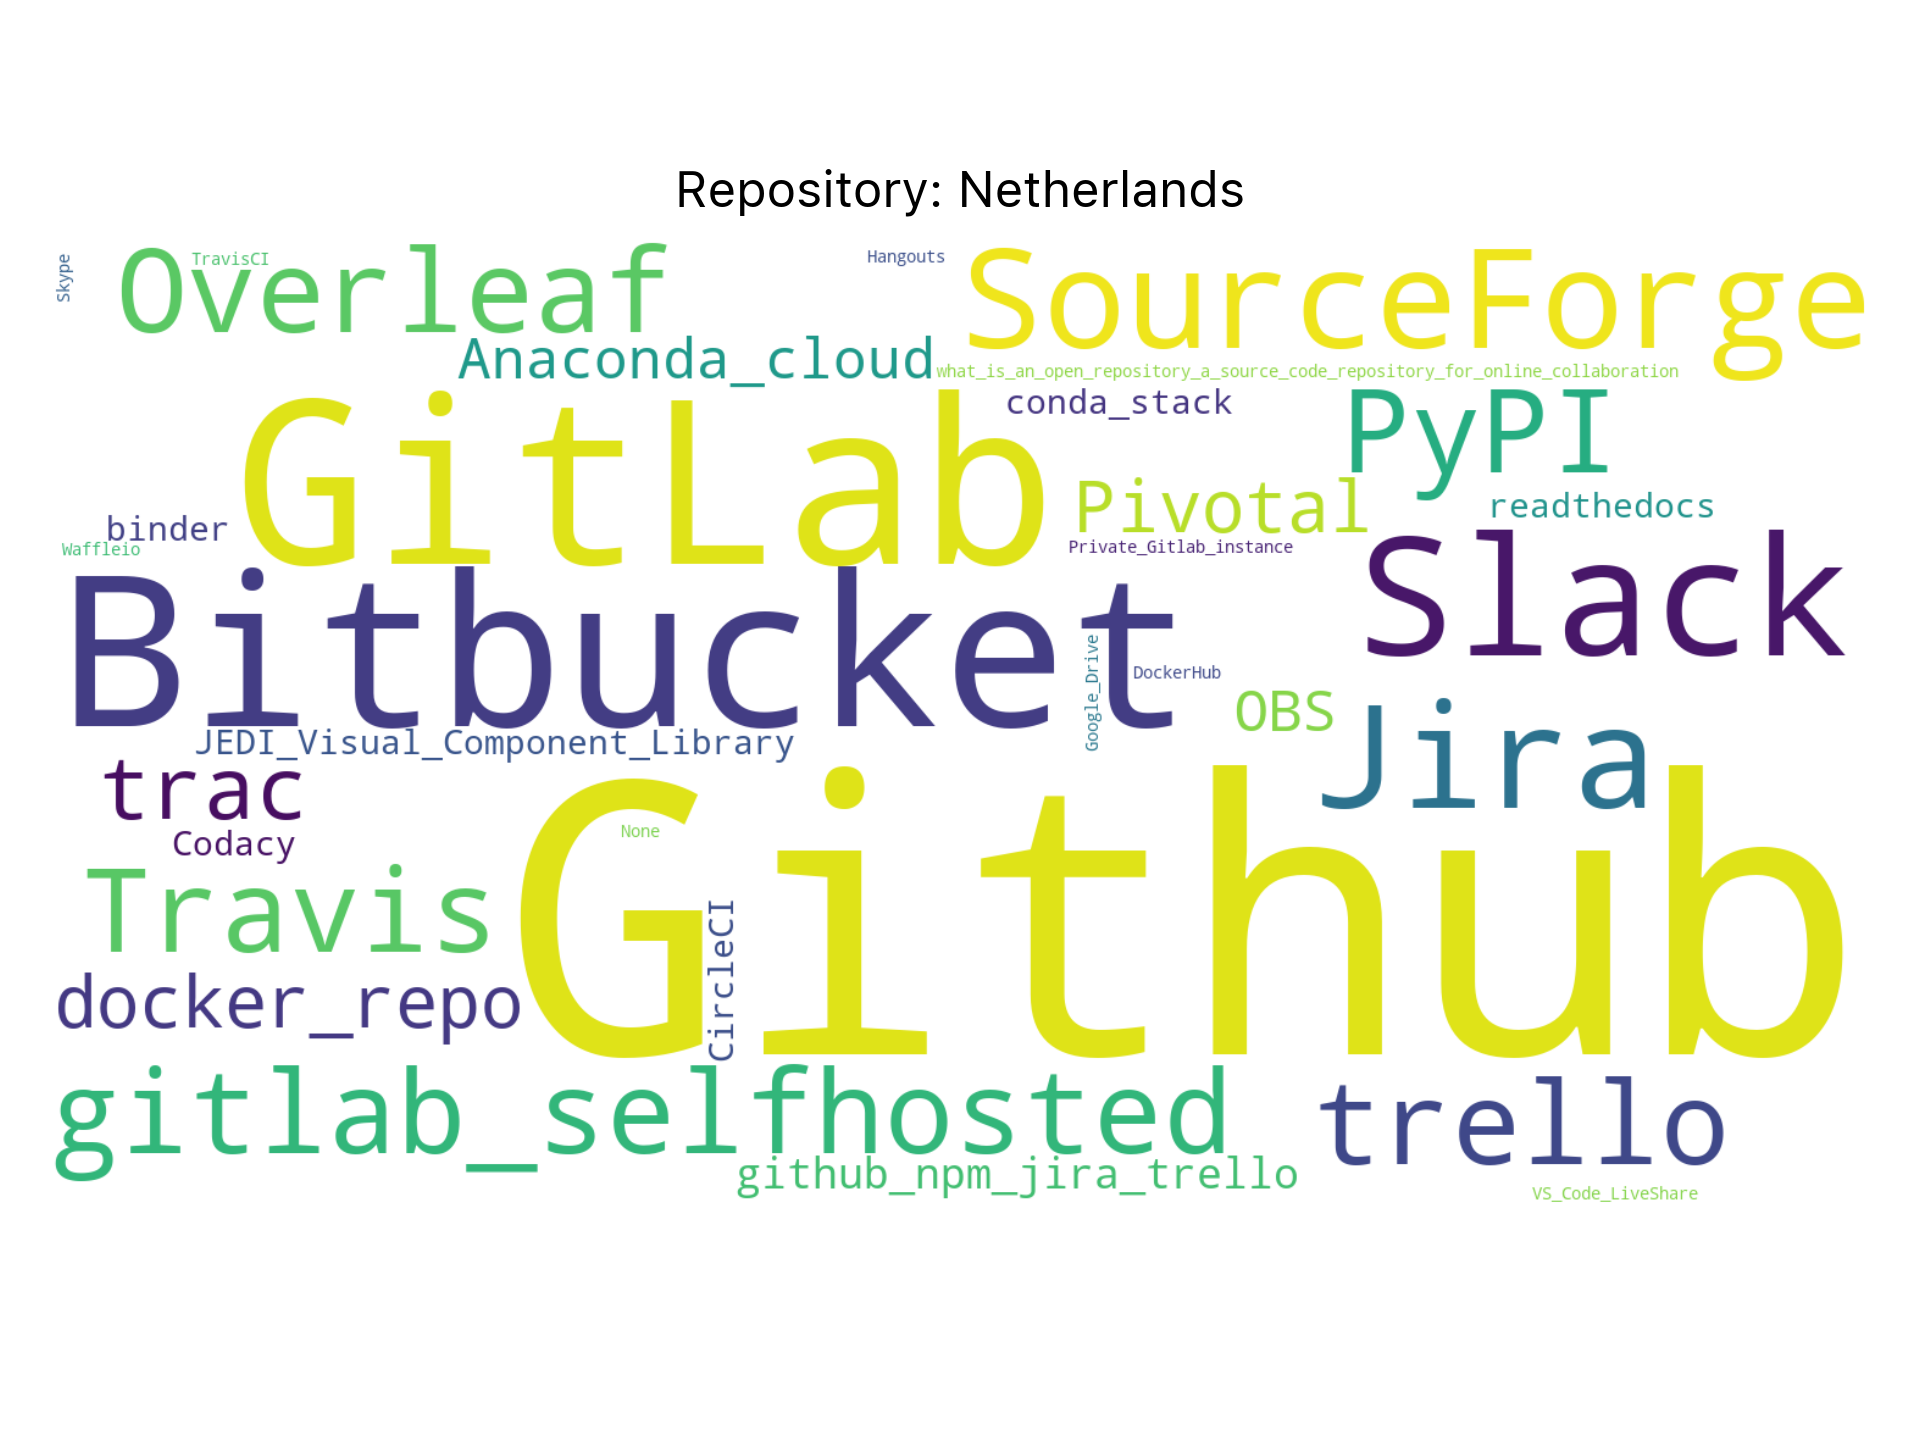 Repository: Netherlands
Skype
Overleaf
TravisCI
Hangouts
SourceForge
Anaconda_cloud
what_is_an_open_repository_a_source_code_repository_for_online_collaboration
GitLab
conda_stack
PyPI
Pivotal
readthedocs
binder
Waffleio
Private_Gitlab_instance
Slack
Bitbucket
Google_Drive
DockerHub
OBS
Jira
JEDI_Visual_Component_Library
trac
Codacy
None
Github
Travis
CircleCI
docker_repo
gitlab_selfhosted
trello
github_npm_jira_trello
VS_Code_LiveShare